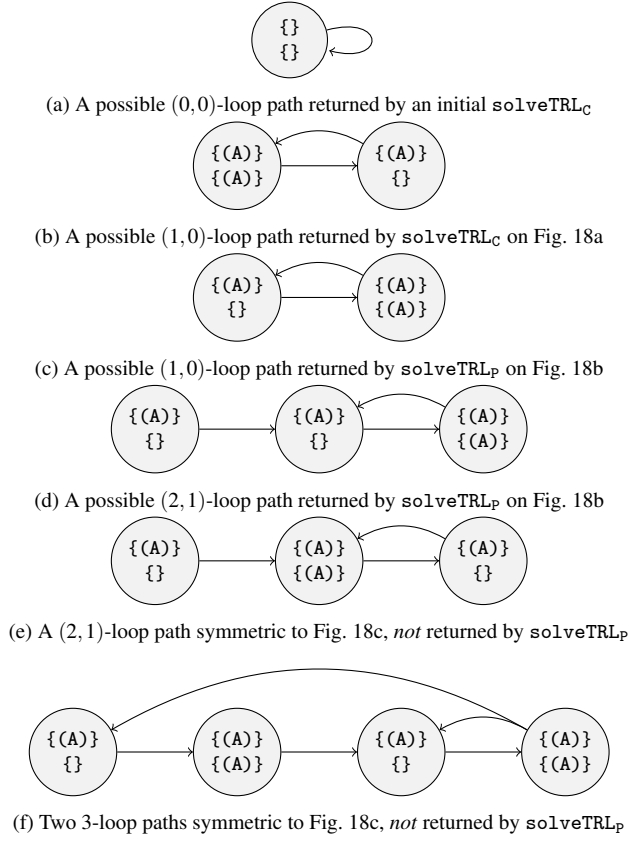 {}
{}
(a) A possible (0,0)-loop path returned by an initial solveTRL_C
{(A)} {(A)}
{(A)} {}
(b) A possible (1,0)-loop path returned by solveTRL_C on Fig. 18a
{(A)} {(A)}
{} {(A)}
(c) A possible (1,0)-loop path returned by solveTRL_P on Fig. 18b
{(A)} {(A)} {(A)}
{} {} {(A)}
(d) A possible (2,1)-loop path returned by solveTRL_P on Fig. 18b
{(A)} {(A)} {(A)}
{} {(A)} {}
(e) A (2,1)-loop path symmetric to Fig. 18c, not returned by solveTRL_P
{(A)} {(A)} {(A)} {(A)}
{} {(A)} {} {(A)}
(f) Two 3-loop paths symmetric to Fig. 18c, not returned by solveTRL_P